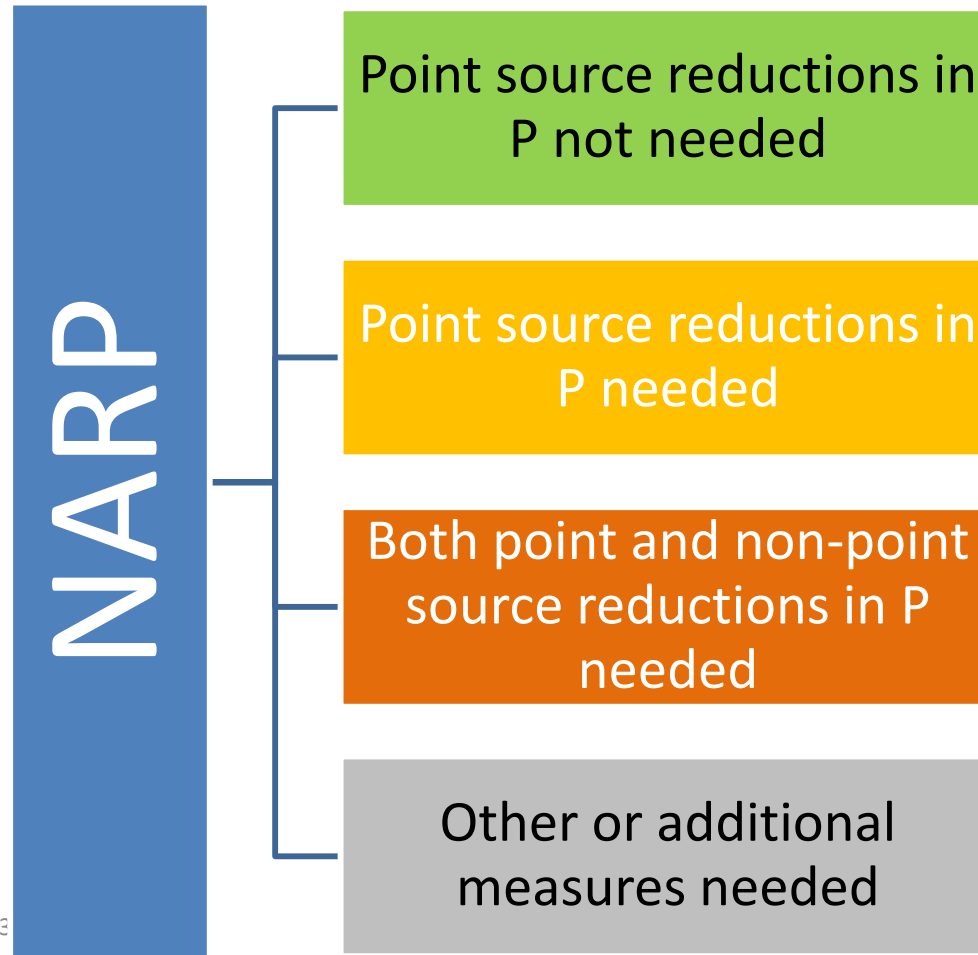 NARP
Point source reductions in
P not needed
Point source reductions in
P needed
Both point and non-point
source reductions in P
needed
Other or additional
measures needed